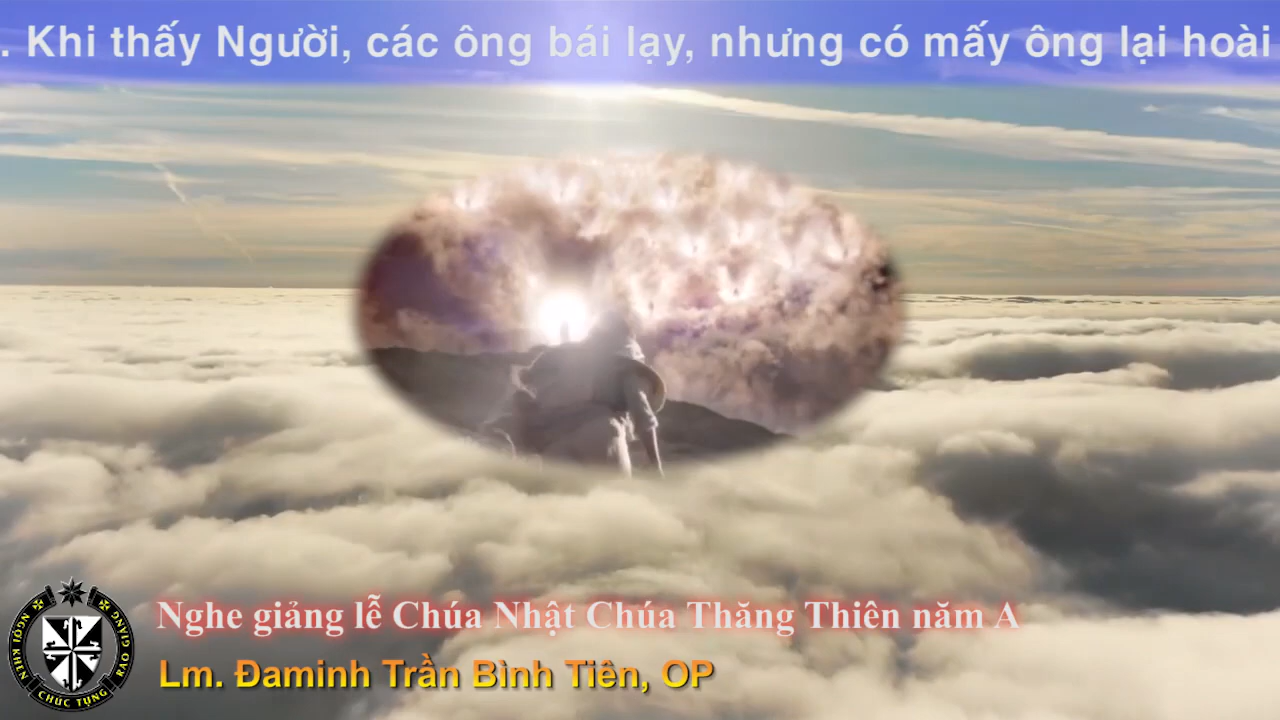 . Khi thấy Người, các ông bái lạy, nhưng có mấy ông lại hoài
Nghe giảng lễ Chúa Nhật Chúa Thăng Thiên năm A
Lm. Đaminh Trần Bình Tiên, OP
NGỢI KHEN
CHÚC TỤNG
RAO GIẢNG